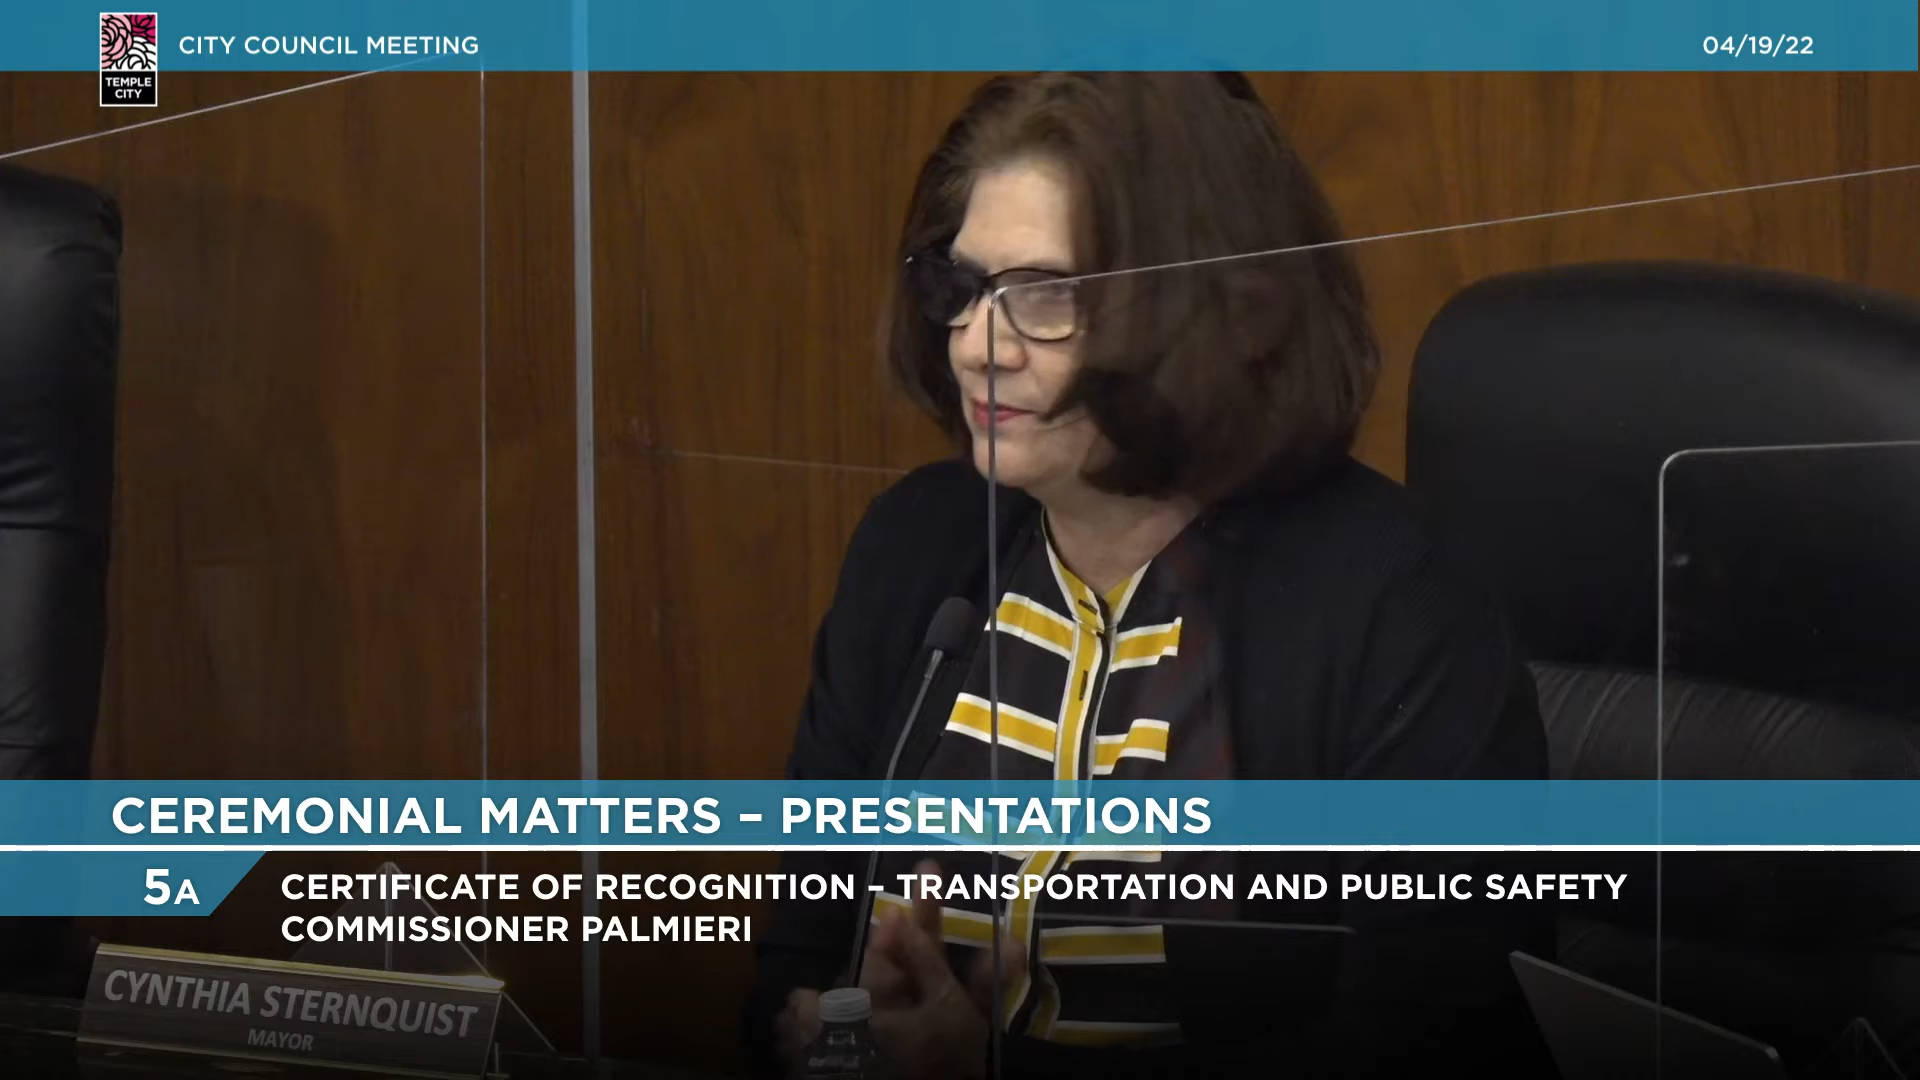 CITY COUNCIL MEETING
04/19/22
TEMPLE
CITY
CEREMONIAL MATTERS – PRESENTATIONS
5A
CERTIFICATE OF RECOGNITION – TRANSPORTATION AND PUBLIC SAFETY
COMMISSIONER PALMIERI
CYNTHIA STERNQUIST
MAYOR